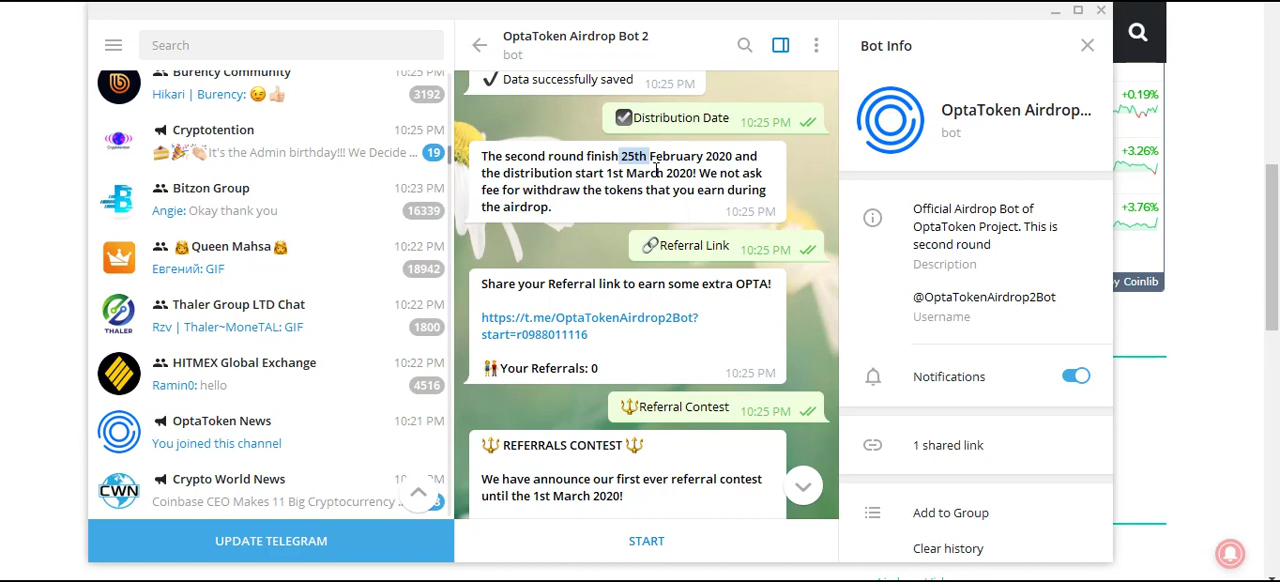 Search
Burency Community 10:25 PM
Hikari | Burency: 😉👍🏻 3192
Cryptotention 10:25 PM
🍰🎉👏🏻It's the Admin birthday!!! We Decide ... 19
Bitzon Group 10:23 PM
Angie: Okay thank you 16339
👸Queen Mahsa👸 10:22 PM
Евгений: GIF 18942
Thaler Group LTD Chat 10:22 PM
Rzv | Thaler~MoneTAL: GIF 1800
THALER
HITMEX Global Exchange 10:22 PM
Ramin0: hello 4516
OptaToken News 10:21 PM
You joined this channel
Crypto World News
Coinbase CEO Makes 11 Big Cryptocurrency
CWN
UPDATE TELEGRAM
OptaToken Airdrop Bot 2
bot
✔ Data successfully saved 10:25 PM
☑Distribution Date 10:25 PM
The second round finish 25th February 2020 and
the distribution start 1st March 2020! We not ask
fee for withdraw the tokens that you earn during
the airdrop. 10:25 PM
🔗Referral Link 10:25 PM
Share your Referral link to earn some extra OPTA!
https://t.me/OptaTokenAirdrop2Bot?
start=r0988011116
👫Your Referrals: 0 10:25 PM
🔱Referral Contest 10:25 PM
🔱 REFERRALS CONTEST 🔱
We have announce our first ever referral contest
until the 1st March 2020!
START
Bot Info
OptaToken Airdrop...
bot
Official Airdrop Bot of
OptaToken Project. This is
second round
Description
@OptaTokenAirdrop2Bot
Username
Notifications
1 shared link
Add to Group
Clear history
+0.19%
+3.26%
+3.76%
y Coinlib